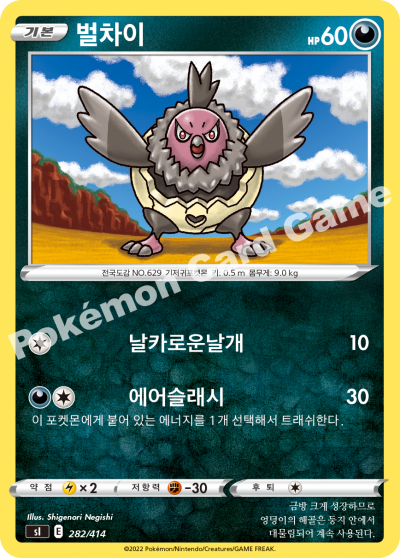 기본 벌차이 HP 60
전국도감 NO.629 기저귀포켓몬 키: 0.5 m 몸무게: 9.0 kg
Pokémon Card Game
날카로운날개 10
에어슬래시 30
이 포켓몬에게 붙어 있는 에너지를 1개 선택해서 트래쉬한다.
약점 ×2 저항력 -30 후퇴
Illus. Shigenori Negishi
sI E 282/414
금방 크게 성장하므로
엉덩이의 해골은 둥지 안에서
대물림되어 계속 사용된다.
©2022 Pokémon/Nintendo/Creatures/GAME FREAK.